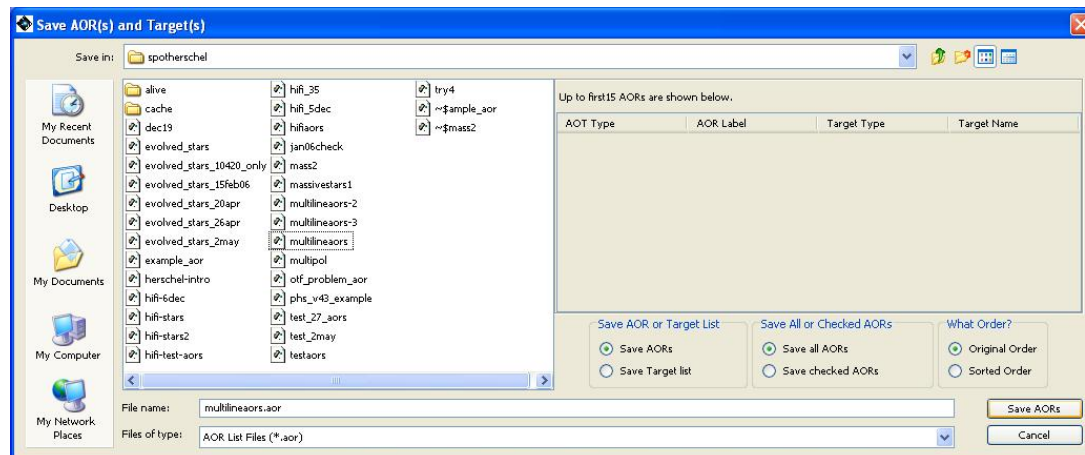 Save AOR(s) and Target(s)
Save in:
spotherschel
My Recent
Documents
Desktop
My Documents
My Computer
My Network
Places
alive
cache
dec19
evolved_stars
evolved_stars_10420_only
evolved_stars_15feb06
evolved_stars_20apr
evolved_stars_26apr
evolved_stars_2may
example_aor
herschel-intro
hifi-6dec
hifi-stars
hifi-stars2
hifi-test-aors
hifi_35
hifi_5dec
hifiaors
jan06check
mass2
massivestars1
multilineaors-2
multilineaors-3
multilineaors
multipol
otf_problem_aor
phs_v43_example
test_27_aors
test_2may
testaors
try4
~$ample_aor
~$mass2
Up to first15 AORs are shown below.
AOT Type AOR Label Target Type Target Name
Save AOR or Target List
Save AORs
Save Target list
Save All or Checked AORs
Save all AORs
Save checked AORs
What Order?
Original Order
Sorted Order
File name:
multilineaors.aor
Save AORs
Files of type:
AOR List Files (*.aor)
Cancel